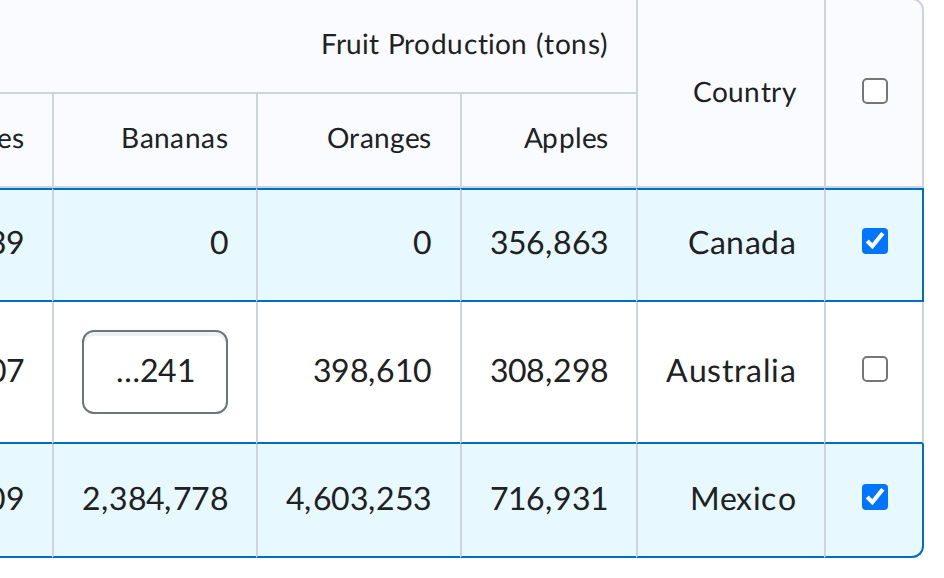 Fruit Production (tons)
Country
es Bananas Oranges Apples
39 0 0 356,863 Canada
07 ...241 398,610 308,298 Australia
09 2,384,778 4,603,253 716,931 Mexico